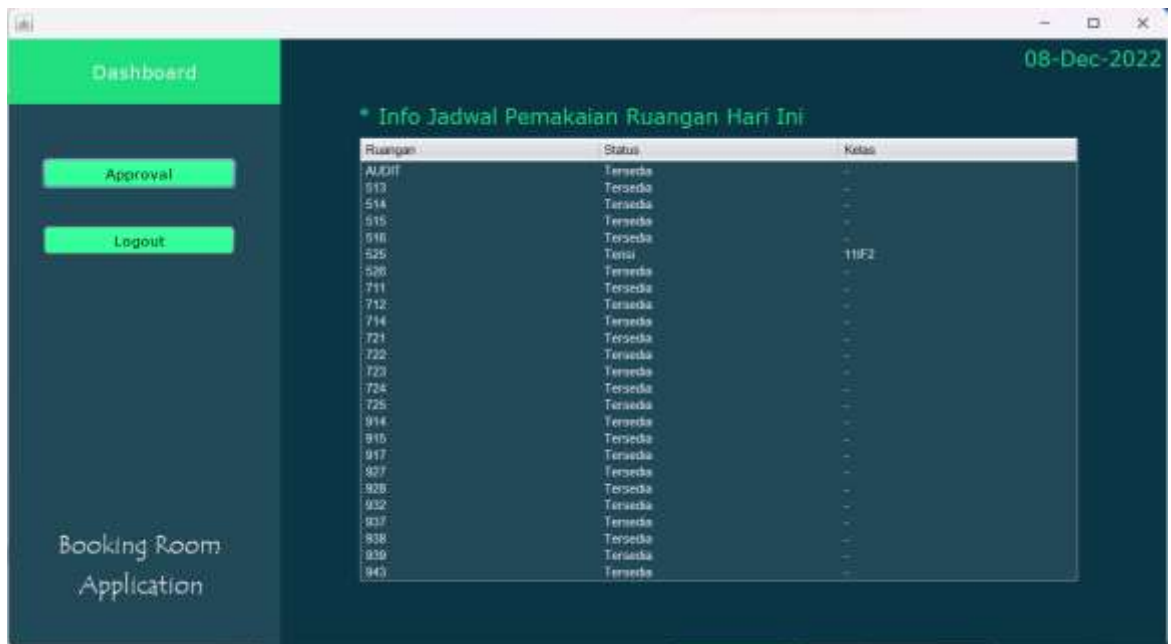 08-Dec-2022
Dashboard
Approval
Logout
Booking Room
Application
* Info Jadwal Pemakaian Ruangan Hari Ini
Ruangan Status Kelas
AUDIT Tersedia -
513 Tersedia -
514 Tersedia -
515 Tersedia -
516 Tersedia -
525 Terisi 11IF2
526 Tersedia -
711 Tersedia -
712 Tersedia -
714 Tersedia -
721 Tersedia -
722 Tersedia -
723 Tersedia -
724 Tersedia -
725 Tersedia -
914 Tersedia -
915 Tersedia -
917 Tersedia -
927 Tersedia -
928 Tersedia -
932 Tersedia -
937 Tersedia -
938 Tersedia -
939 Tersedia -
943 Tersedia -